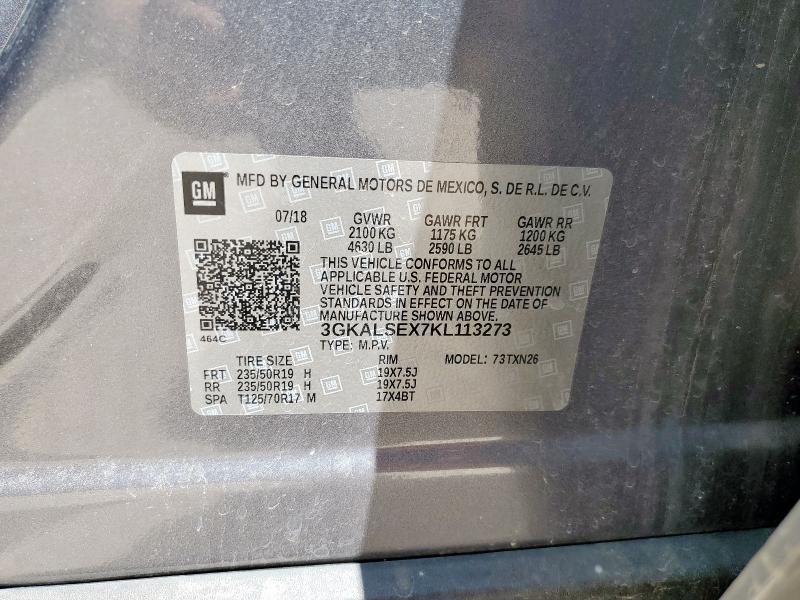 GM MFD BY GENERAL MOTORS DE MEXICO, S. DE R.L. DE C.V.
07/18 GVWR GAWR FRT GAWR RR
2100 KG 1175 KG 1200 KG
4630 LB 2590 LB 2645 LB
THIS VEHICLE CONFORMS TO ALL
APPLICABLE U.S. FEDERAL MOTOR
VEHICLE SAFETY AND THEFT PREVENTION
STANDARDS IN EFFECT ON THE DATE OF
MANUFACTURE SHOWN ABOVE.
3GKALSEX7KL113273
464C
TYPE: M.P.V.
TIRE SIZE RIM MODEL: 73TXN26
FRT 235/50R19 H 19X7.5J
RR 235/50R19 H 19X7.5J
SPA T125/70R17 M 17X4BT